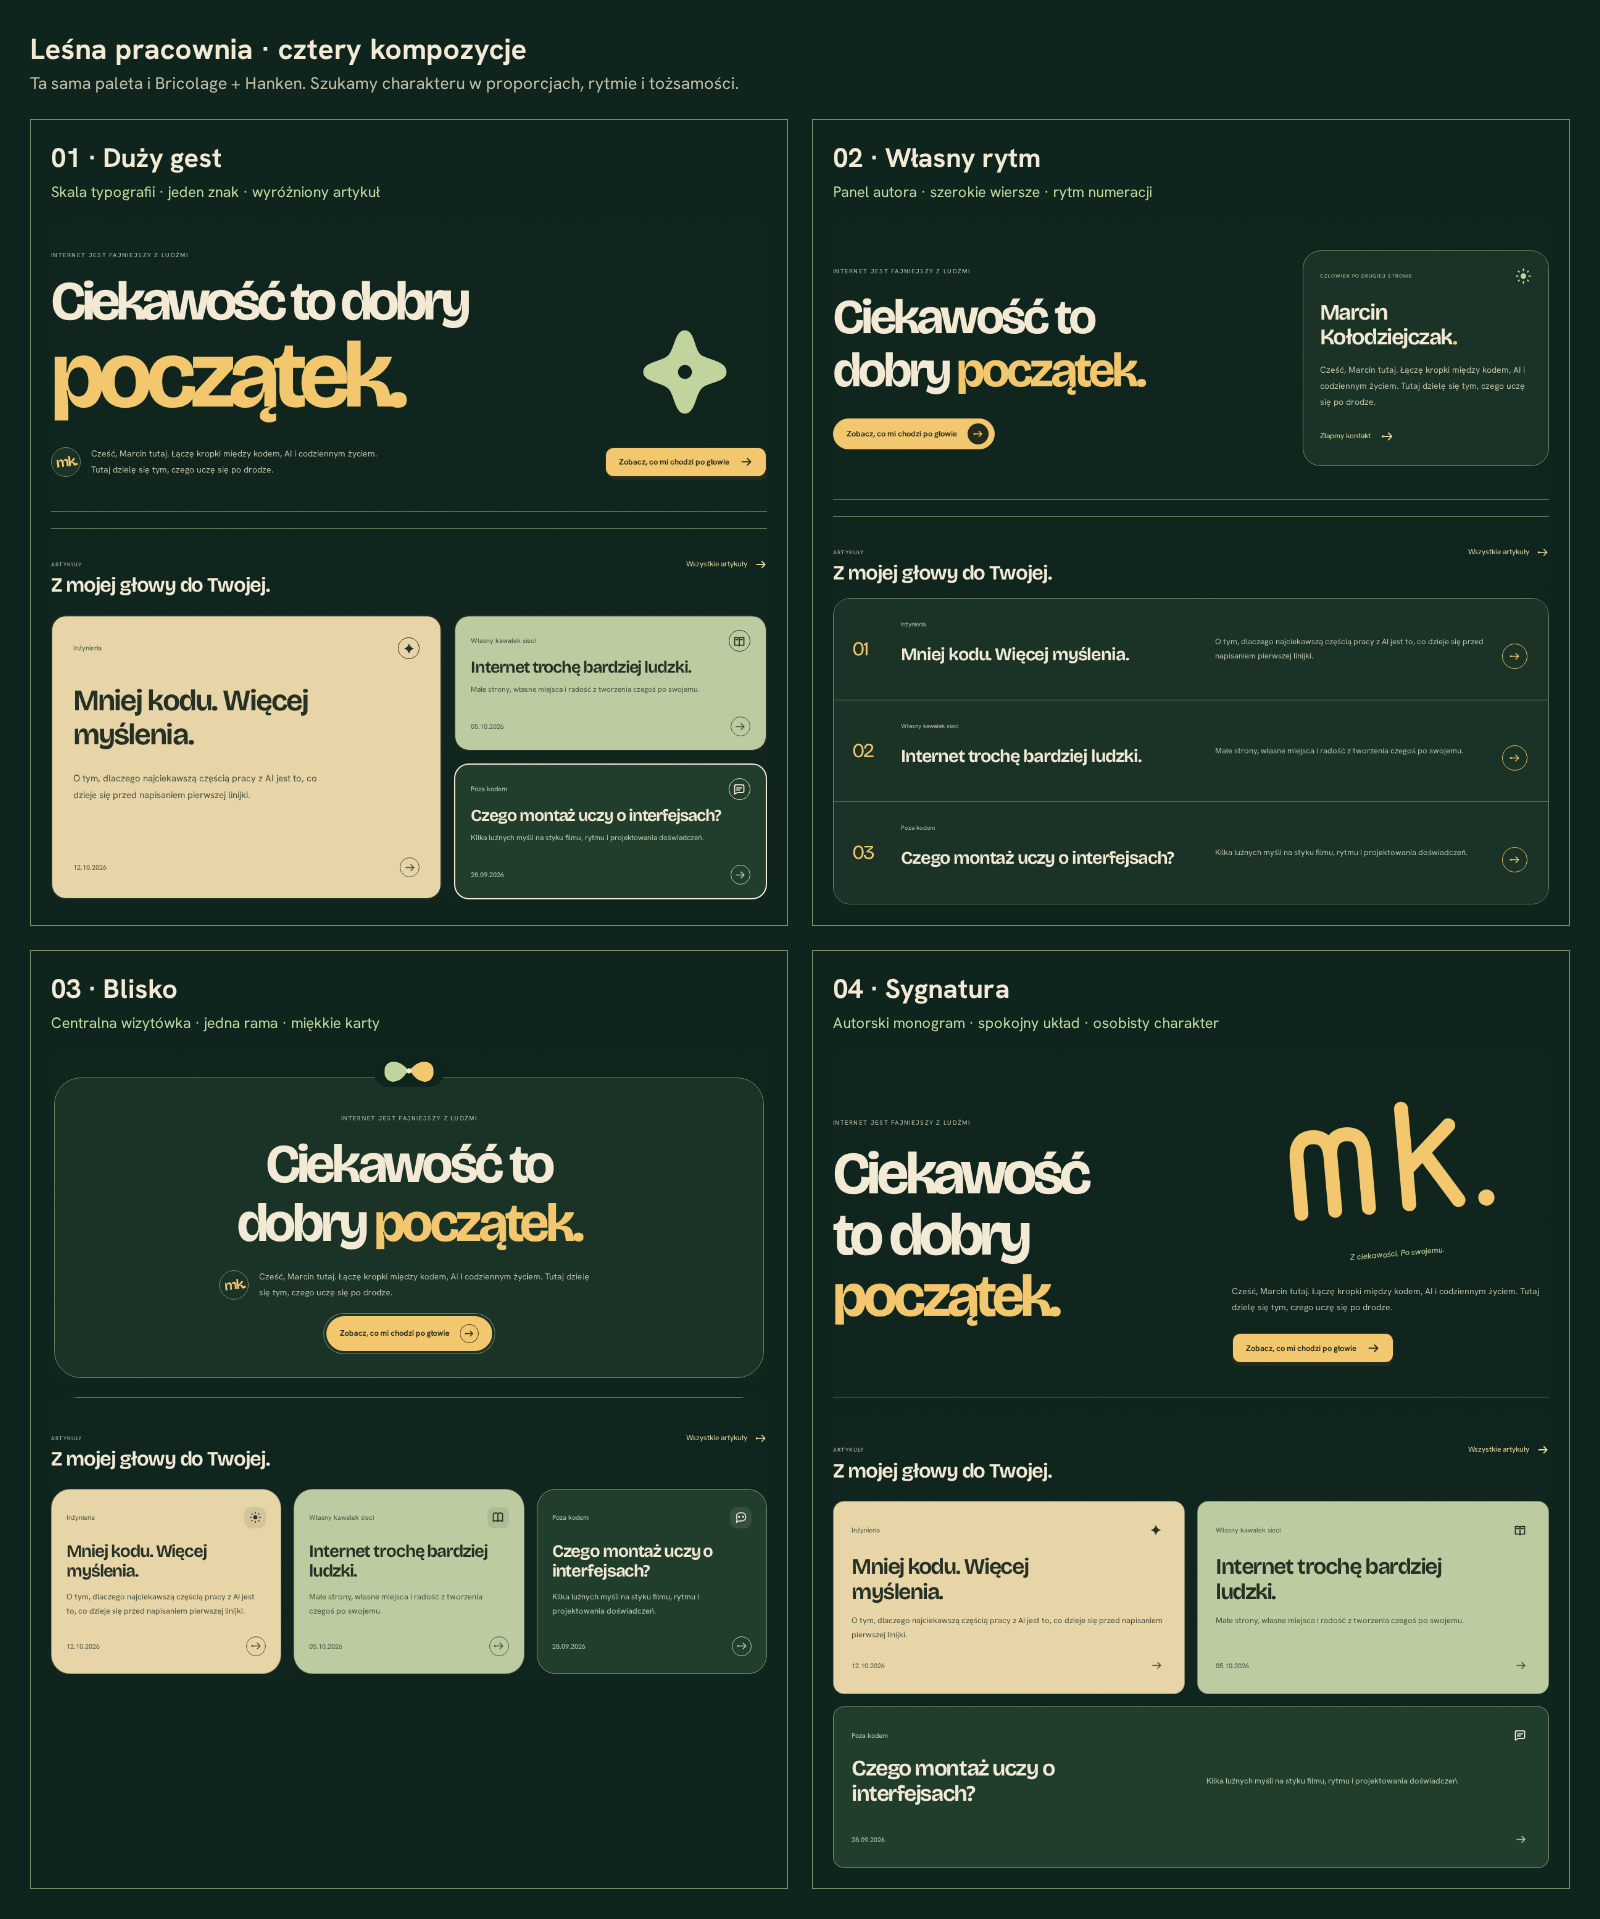 Leśna pracownia · cztery kompozycje
Ta sama paleta i Bricolage + Hanken. Szukamy charakteru w proporcjach, rytmie i tożsamości.
01 · Duży gest
Skala typografii · jeden znak · wyróżniony artykuł
INTERNET JEST FAJNIEJSZY Z LUDŹMI
Ciekawość to dobry
początek.
mk.
Cześć, Marcin tutaj. Łączę kropki między kodem, AI i codziennym życiem.
Tutaj dzielę się tym, czego uczę się po drodze.
Zobacz, co mi chodzi po głowie
ARTYKUŁY
Wszystkie artykuły
Z mojej głowy do Twojej.
Inżynieria
Mniej kodu. Więcej
myślenia.
O tym, dlaczego najciekawszą częścią pracy z AI jest to, co
dzieje się przed napisaniem pierwszej linijki.
12.10.2026
Własny kawałek sieci
Internet trochę bardziej ludzki.
Małe strony, własne miejsca i radość z tworzenia czegoś po swojemu.
05.10.2026
Poza kodem
Czego montaż uczy o interfejsach?
Kilka luźnych myśli na styku filmu, rytmu i projektowania doświadczeń.
28.09.2026
02 · Własny rytm
Panel autora · szerokie wiersze · rytm numeracji
INTERNET JEST FAJNIEJSZY Z LUDŹMI
Ciekawość to
dobry początek.
Zobacz, co mi chodzi po głowie
CZŁOWIEK PO DRUGIEJ STRONIE
Marcin
Kołodziejczak.
Cześć, Marcin tutaj. Łączę kropki między kodem, AI i
codziennym życiem. Tutaj dzielę się tym, czego uczę
się po drodze.
Złapmy kontakt
ARTYKUŁY
Wszystkie artykuły
Z mojej głowy do Twojej.
01
Inżynieria
Mniej kodu. Więcej myślenia.
O tym, dlaczego najciekawszą częścią pracy z AI jest to, co dzieje się przed
napisaniem pierwszej linijki.
02
Własny kawałek sieci
Internet trochę bardziej ludzki.
Małe strony, własne miejsca i radość z tworzenia czegoś po swojemu.
03
Poza kodem
Czego montaż uczy o interfejsach?
Kilka luźnych myśli na styku filmu, rytmu i projektowania doświadczeń.
03 · Blisko
Centralna wizytówka · jedna rama · miękkie karty
INTERNET JEST FAJNIEJSZY Z LUDŹMI
Ciekawość to
dobry początek.
mk.
Cześć, Marcin tutaj. Łączę kropki między kodem, AI i codziennym życiem. Tutaj dzielę
się tym, czego uczę się po drodze.
Zobacz, co mi chodzi po głowie
ARTYKUŁY
Wszystkie artykuły
Z mojej głowy do Twojej.
Inżynieria
Mniej kodu. Więcej
myślenia.
O tym, dlaczego najciekawszą częścią pracy z AI jest
to, co dzieje się przed napisaniem pierwszej linijki.
12.10.2026
Własny kawałek sieci
Internet trochę bardziej
ludzki.
Małe strony, własne miejsca i radość z tworzenia
czegoś po swojemu.
05.10.2026
Poza kodem
Czego montaż uczy o
interfejsach?
Kilka luźnych myśli na styku filmu, rytmu i
projektowania doświadczeń.
28.09.2026
04 · Sygnatura
Autorski monogram · spokojny układ · osobisty charakter
INTERNET JEST FAJNIEJSZY Z LUDŹMI
Ciekawość
to dobry
początek.
mk.
Z ciekawości. Po swojemu.
Cześć, Marcin tutaj. Łączę kropki między kodem, AI i codziennym życiem. Tutaj
dzielę się tym, czego uczę się po drodze.
Zobacz, co mi chodzi po głowie
ARTYKUŁY
Wszystkie artykuły
Z mojej głowy do Twojej.
Inżynieria
Mniej kodu. Więcej
myślenia.
O tym, dlaczego najciekawszą częścią pracy z AI jest to, co dzieje się przed napisaniem
pierwszej linijki.
12.10.2026
Własny kawałek sieci
Internet trochę bardziej
ludzki.
Małe strony, własne miejsca i radość z tworzenia czegoś po swojemu.
05.10.2026
Poza kodem
Czego montaż uczy o
interfejsach?
Kilka luźnych myśli na styku filmu, rytmu i projektowania doświadczeń.
28.09.2026